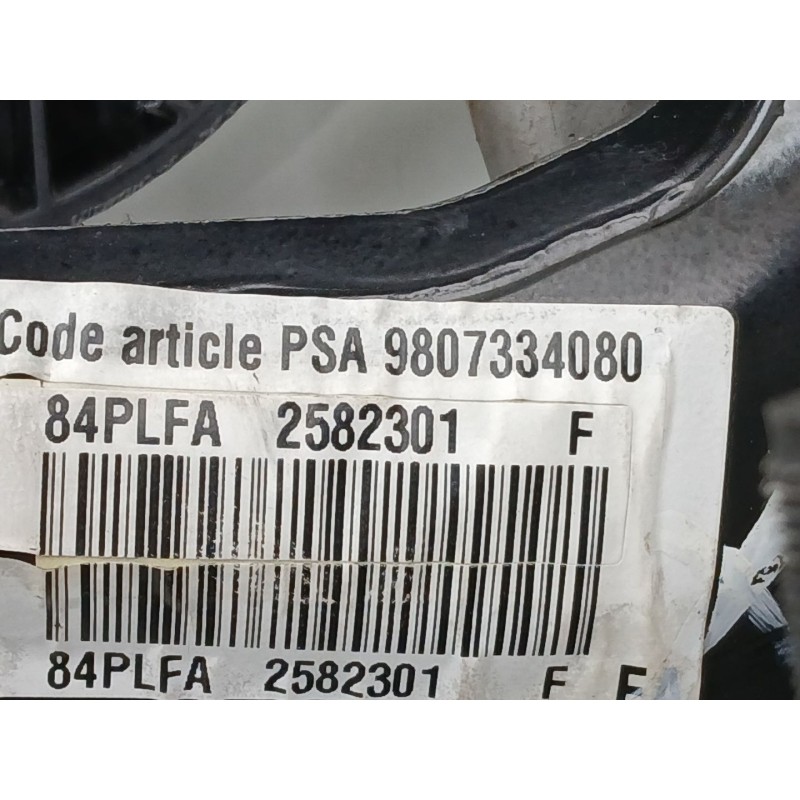 Code article PSA 9807334080
84PLFA 2582301 F
84PLFA 2582301 F F